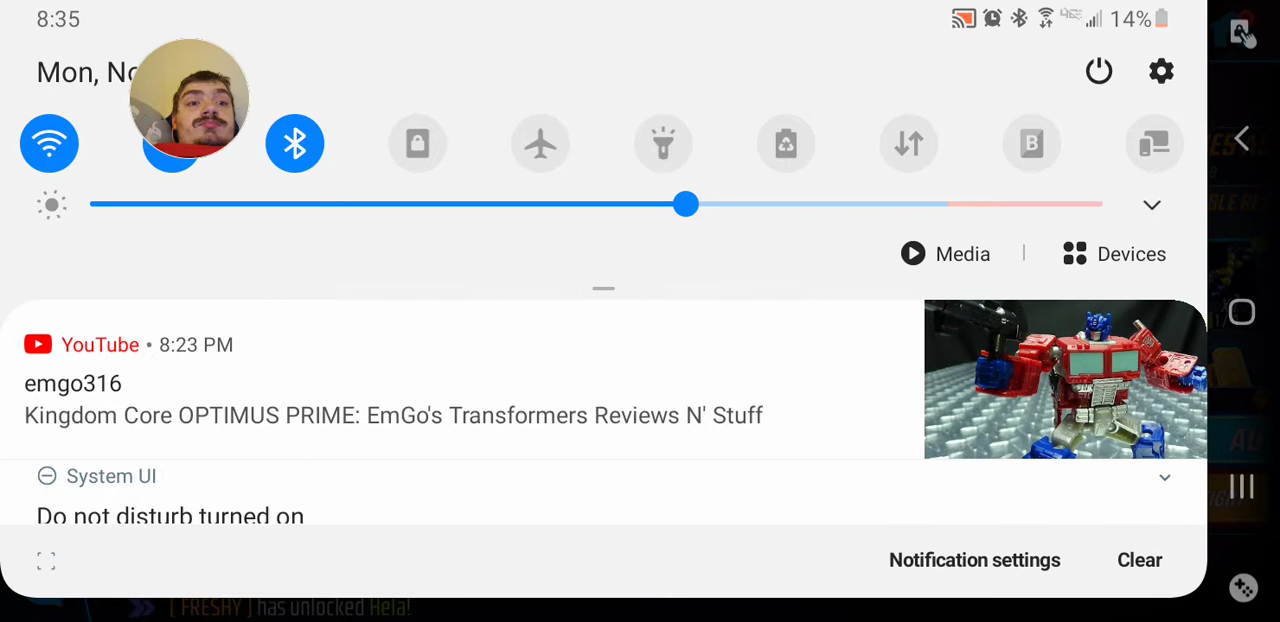 8:35
14%
Mon, No
B
Media
Devices
YouTube • 8:23 PM
emgo316
Kingdom Core OPTIMUS PRIME: EmGo's Transformers Reviews N' Stuff
System UI
Do not disturb turned on
Notification settings
Clear
[ FRESHY ] has unlocked Hela!